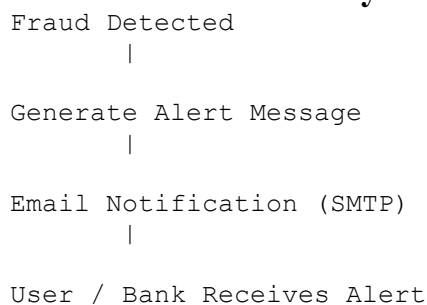 Fraud Detected
|
Generate Alert Message
|
Email Notification (SMTP)
|
User / Bank Receives Alert